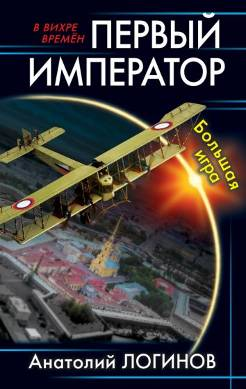 В ВИХРЕ
ВРЕМЁН
ПЕРВЫЙ
ИМПЕРАТОР
Большая
игра
Анатолий ЛОГИНОВ